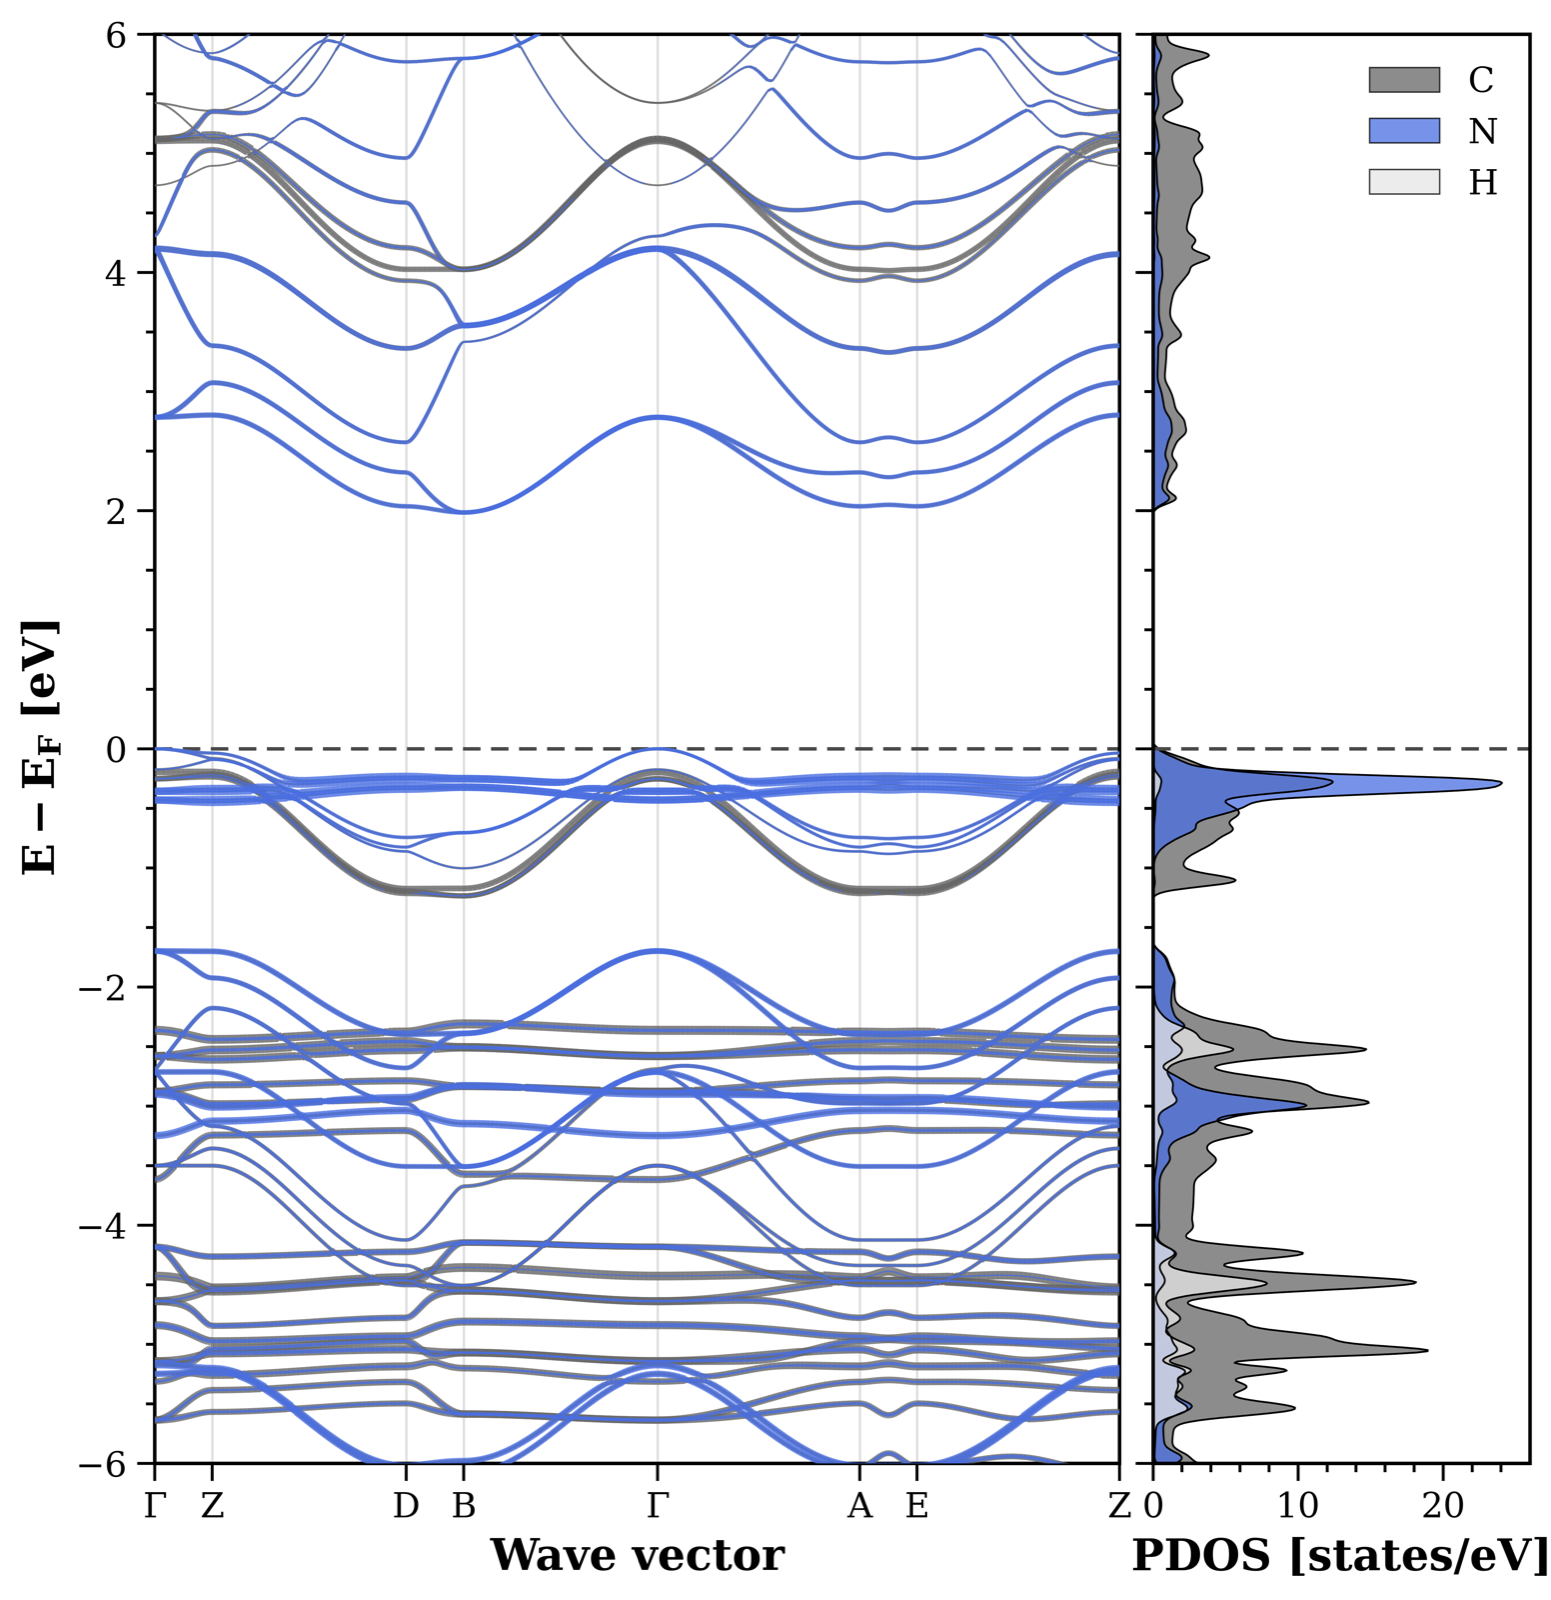 6
4
2
0
−2
−4
−6
E − E_F [eV]
Γ Z D B Γ A E Z
Wave vector
C
N
H
0 10 20
PDOS [states/eV]